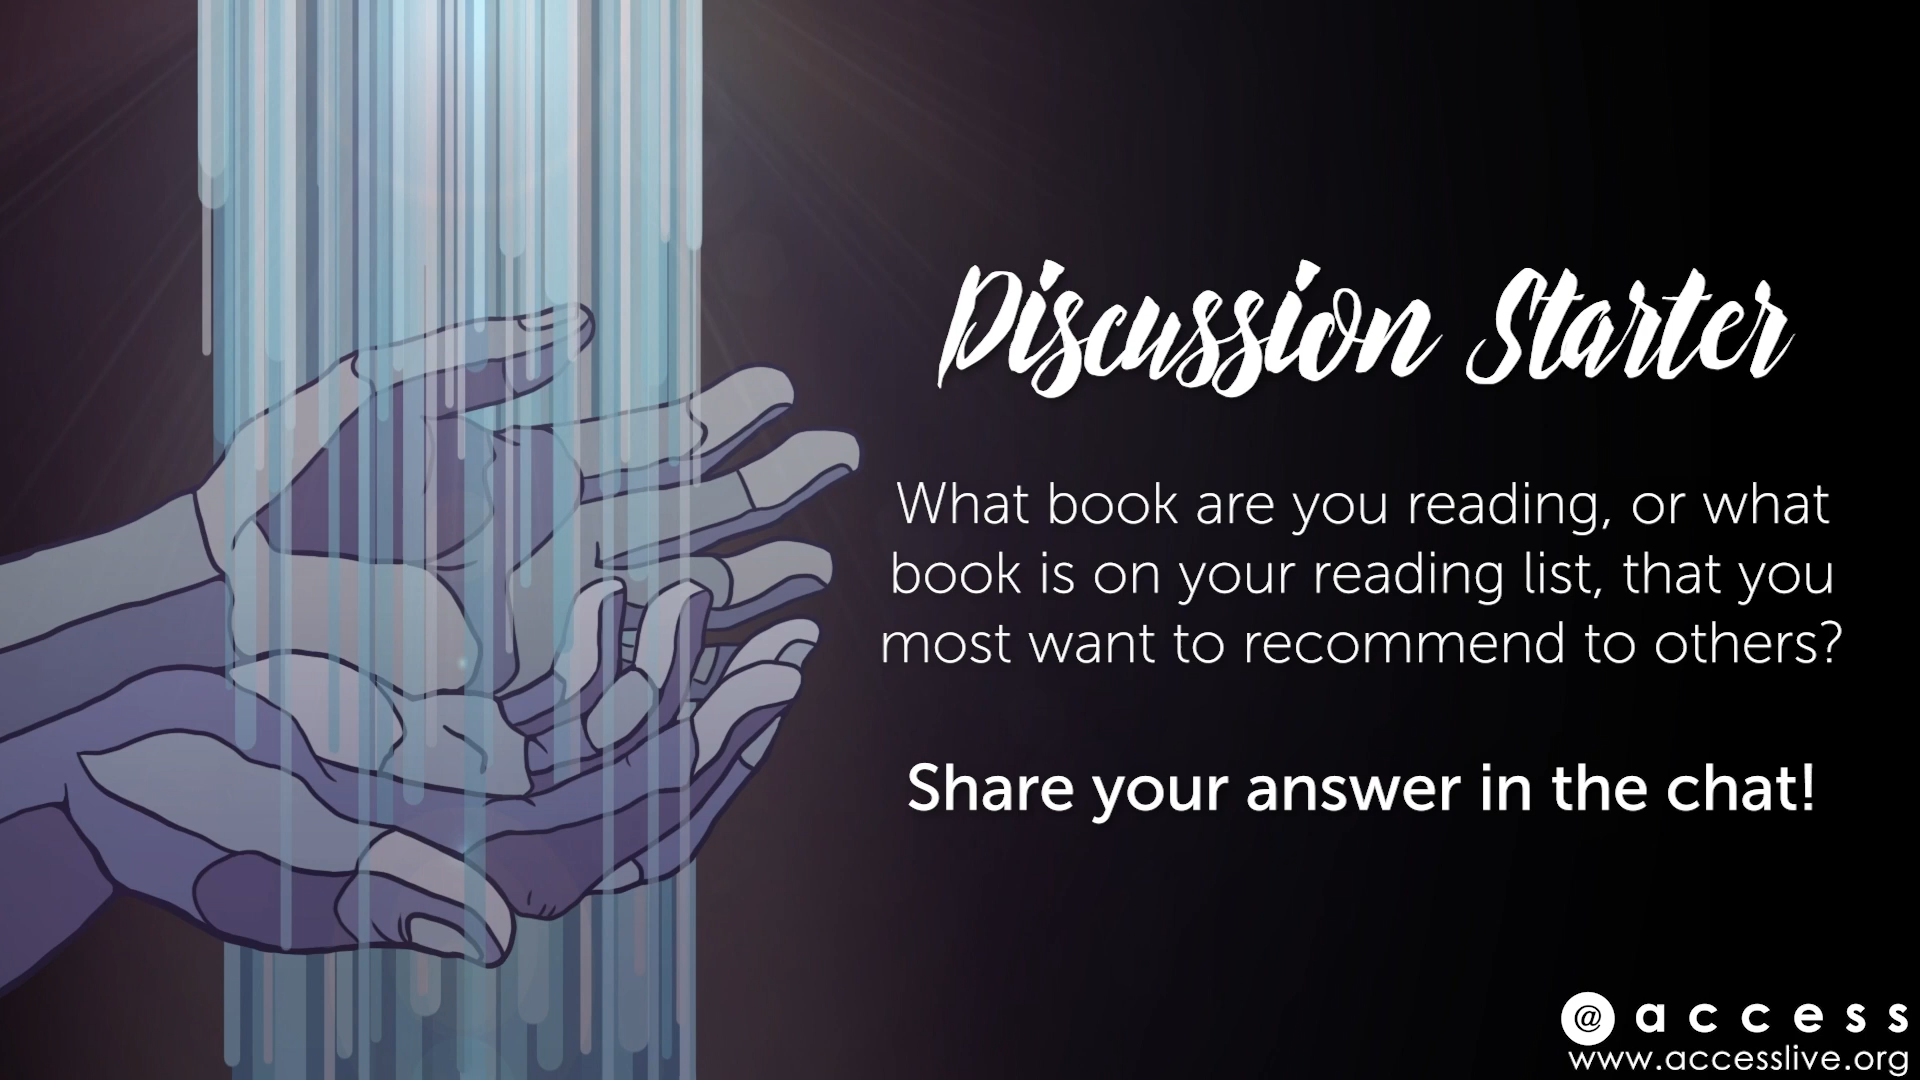 Discussion Starter
What book are you reading, or what
book is on your reading list, that you
most want to recommend to others?
Share your answer in the chat!
@ access
www.accesslive.org